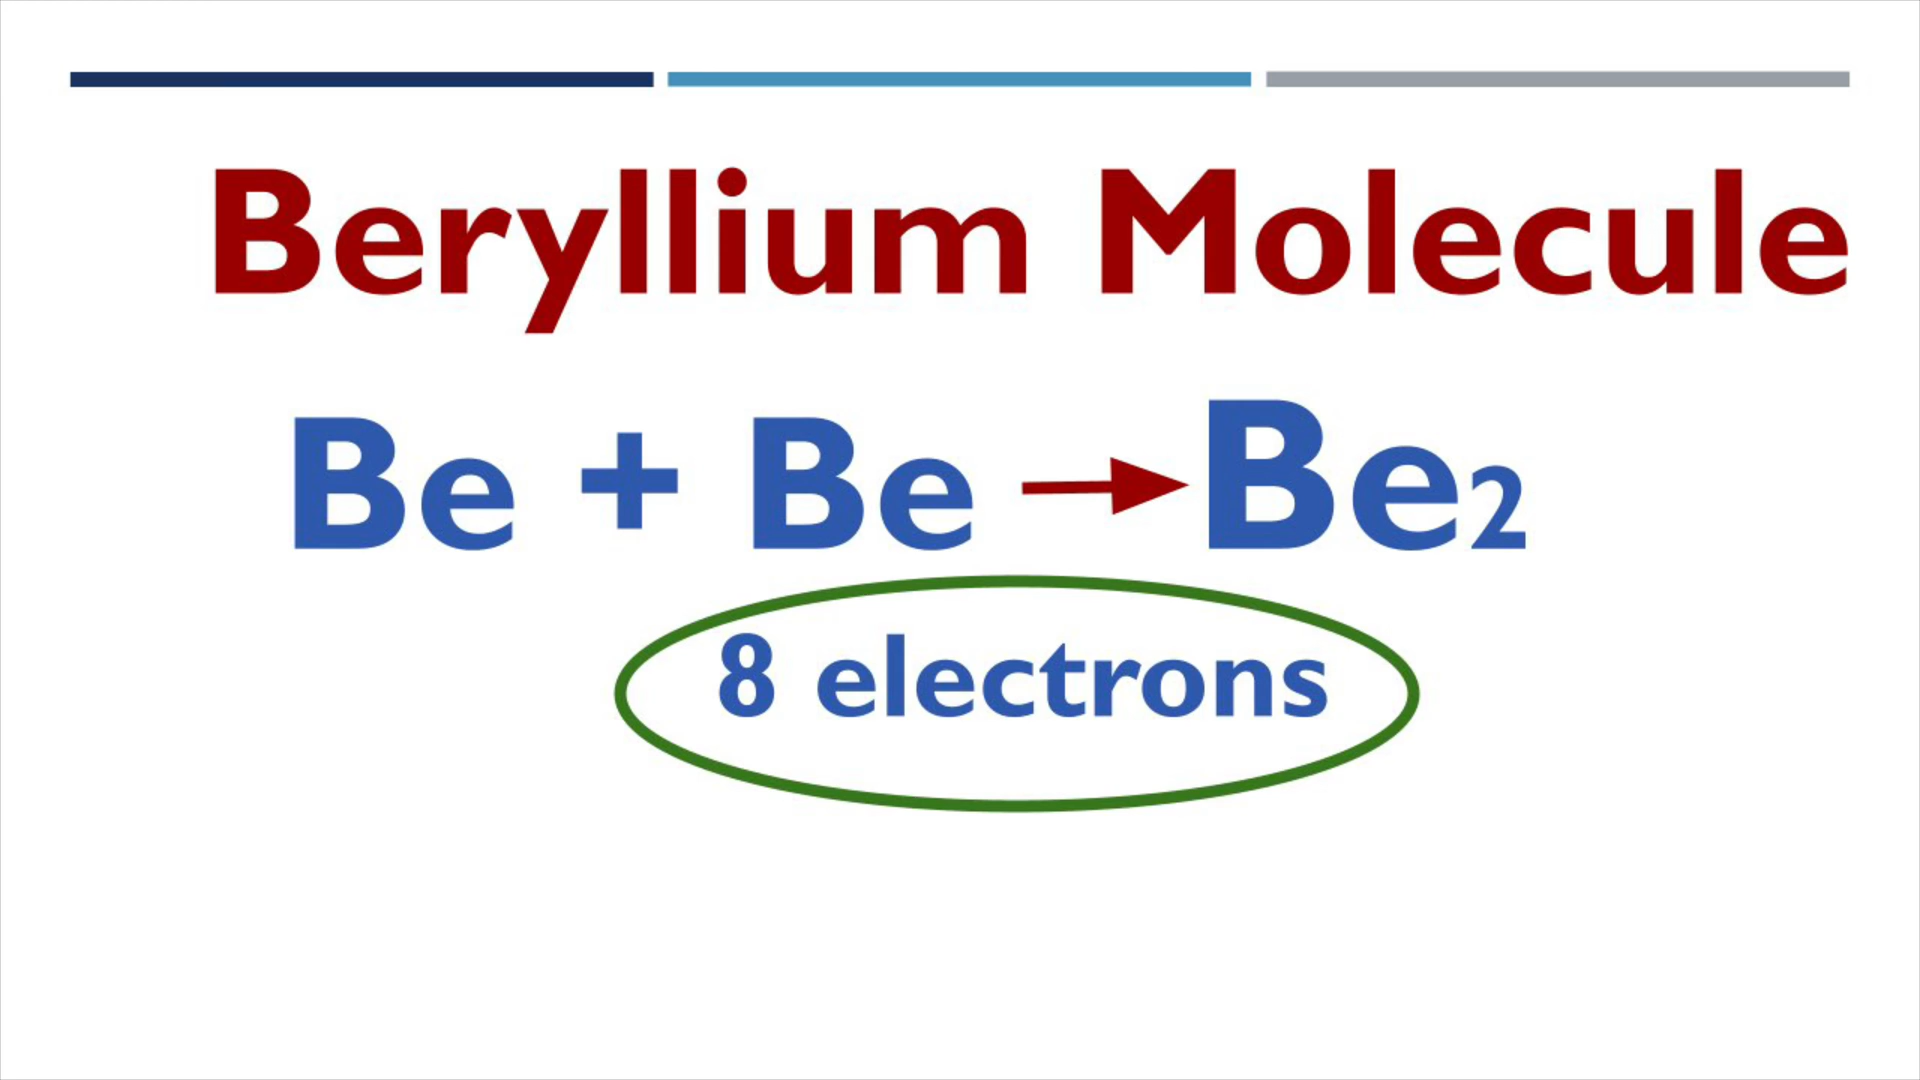 Beryllium Molecule
Be + Be → Be₂
8 electrons